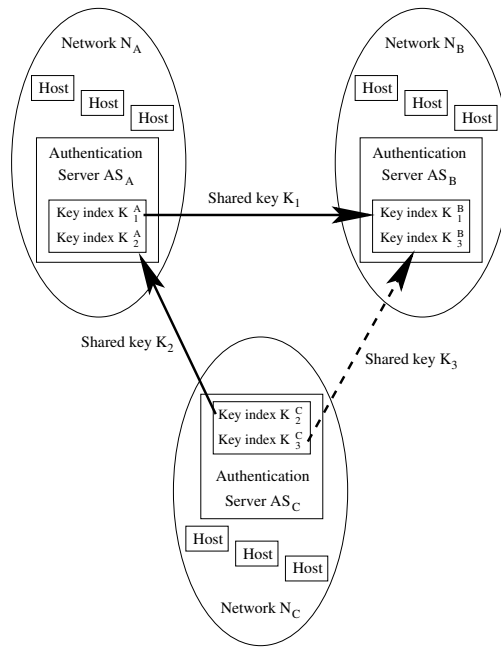 Network N_A
Host
Host
Host
Authentication
Server AS_A
Key index K_1^A
Key index K_2^A
Network N_B
Host
Host
Host
Authentication
Server AS_B
Key index K_1^B
Key index K_3^B
Shared key K_1
Shared key K_2
Shared key K_3
Key index K_2^C
Key index K_3^C
Authentication
Server AS_C
Host
Host
Host
Network N_C